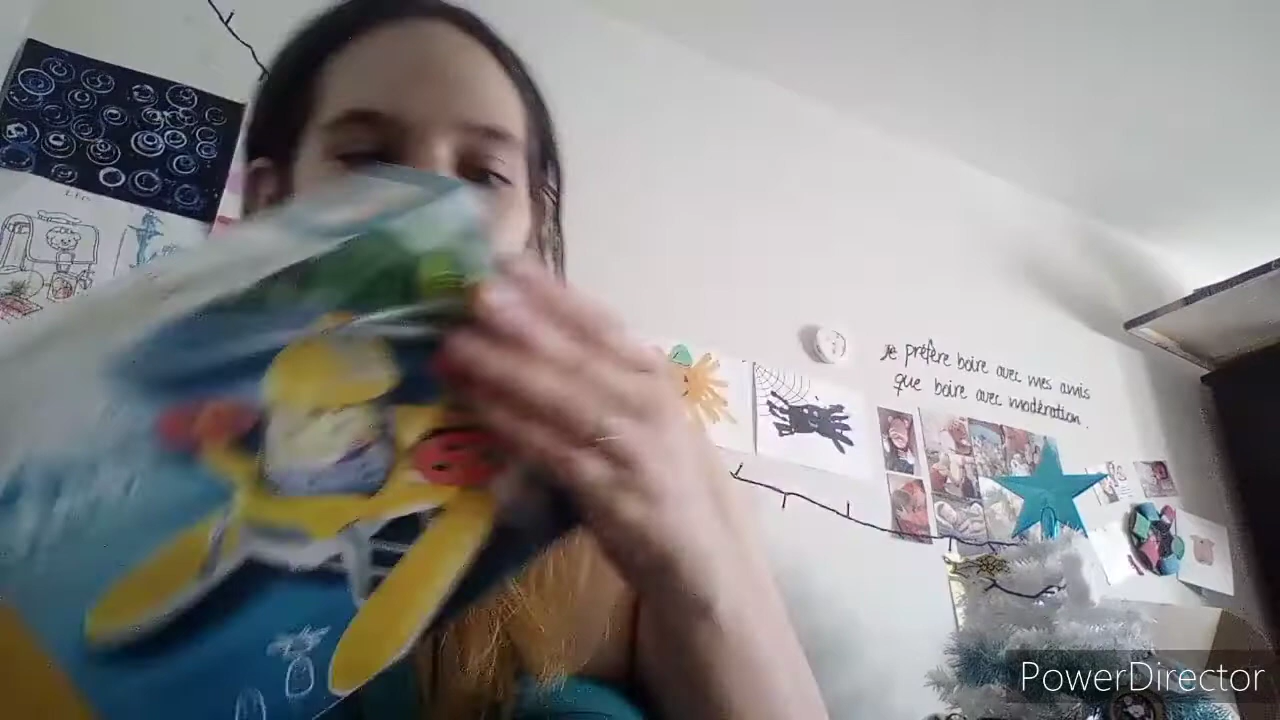 je préfère boire avec mes amis
que boire avec modération.
PowerDirector